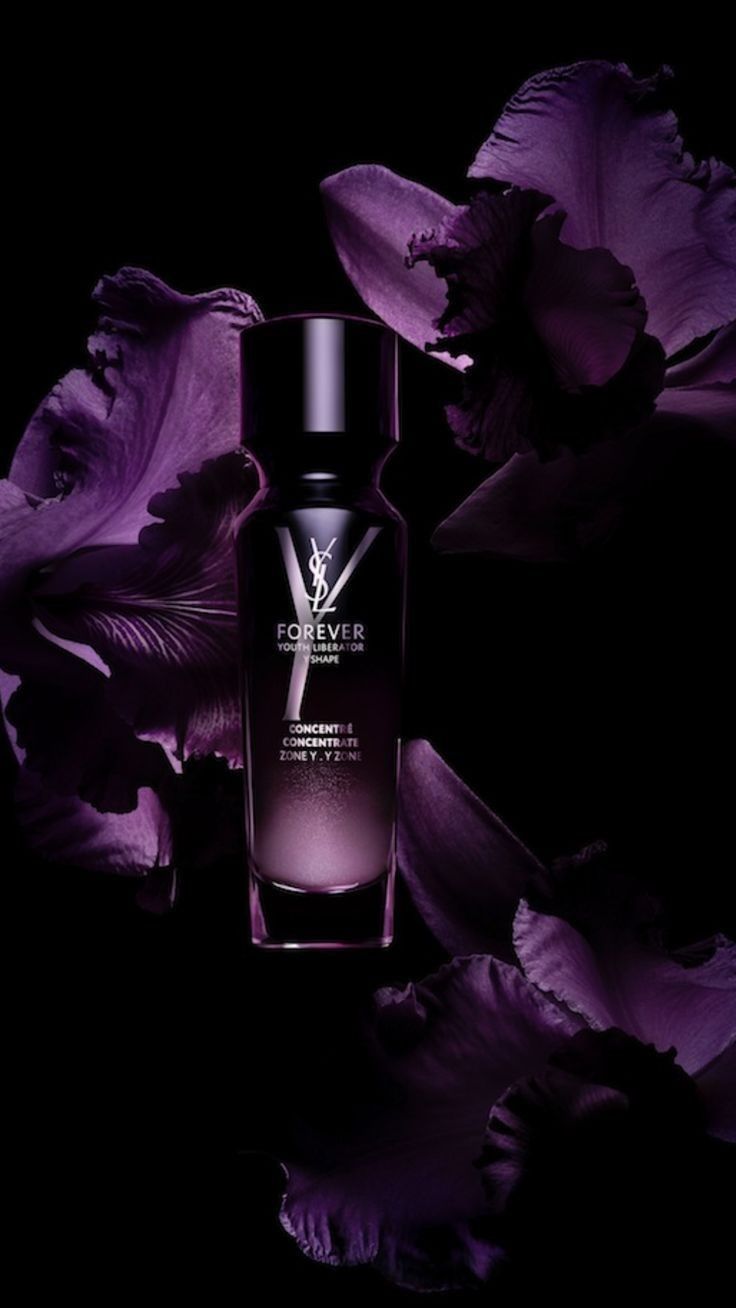 YSL
FOREVER
YOUTH LIBERATOR
Y SHAPE
CONCENTRÉ
CONCENTRATE
ZONE Y . Y ZONE